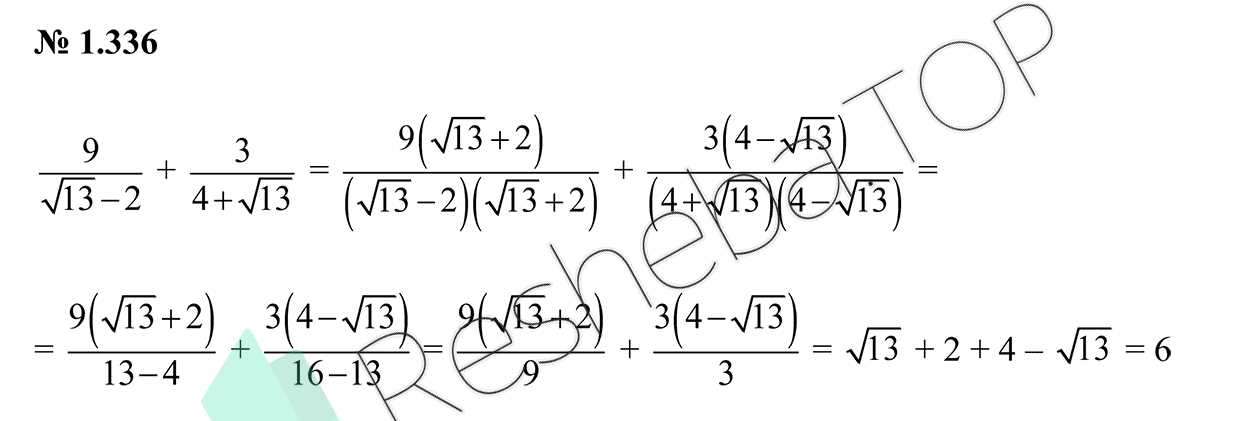 № 1.336
9/(√13−2) + 3/(4+√13) = 9(√13+2)/((√13−2)(√13+2)) + 3(4−√13)/((4+√13)(4−√13)) =
= 9(√13+2)/(13−4) + 3(4−√13)/(16−13) = 9(√13+2)/9 + 3(4−√13)/3 = √13 + 2 + 4 − √13 = 6
ReshebaTOP